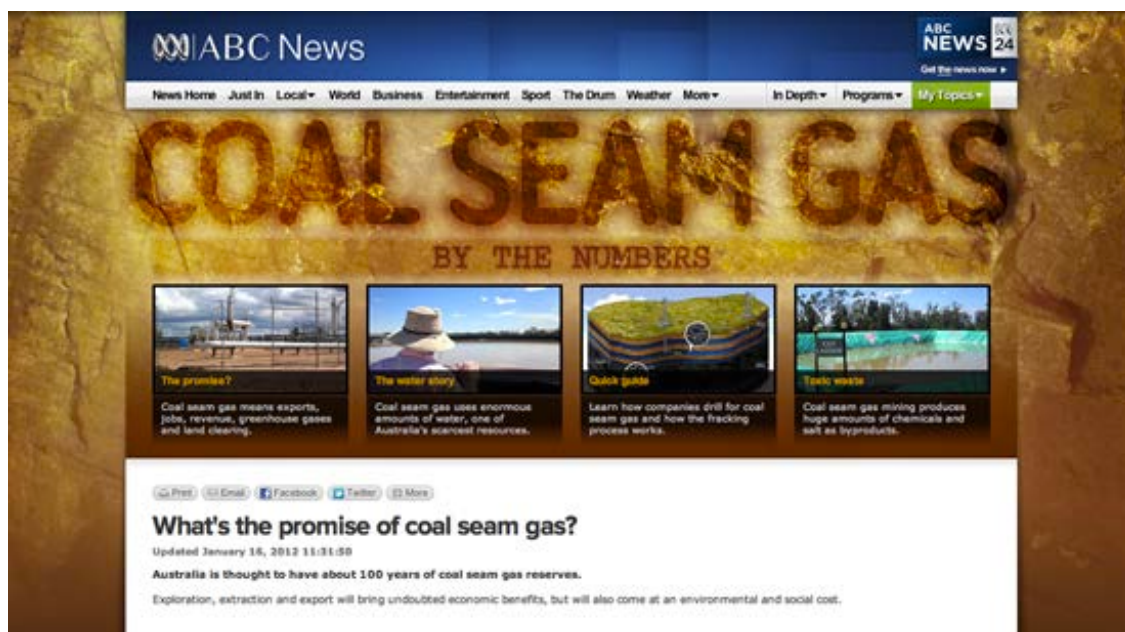 ABC News
ABC
NEWS 24
Get the news now
News Home Just In Local World Business Entertainment Sport The Drum Weather More In Depth Programs My Topics
COAL SEAM GAS
BY THE NUMBERS
The promise?
Coal seam gas means exports,
jobs, revenue, greenhouse gases
and land clearing.
The water story
Coal seam gas uses enormous
amounts of water, one of
Australia's scarcest resources.
Quick guide
Learn how companies drill for coal
seam gas and how the fracking
process works.
Toxic waste
Coal seam gas mining produces
huge amounts of chemicals and
salt as byproducts.
Print Email Facebook Twitter More
What's the promise of coal seam gas?
Updated January 16, 2012 11:31:50
Australia is thought to have about 100 years of coal seam gas reserves.
Exploration, extraction and export will bring undoubted economic benefits, but will also come at an environmental and social cost.